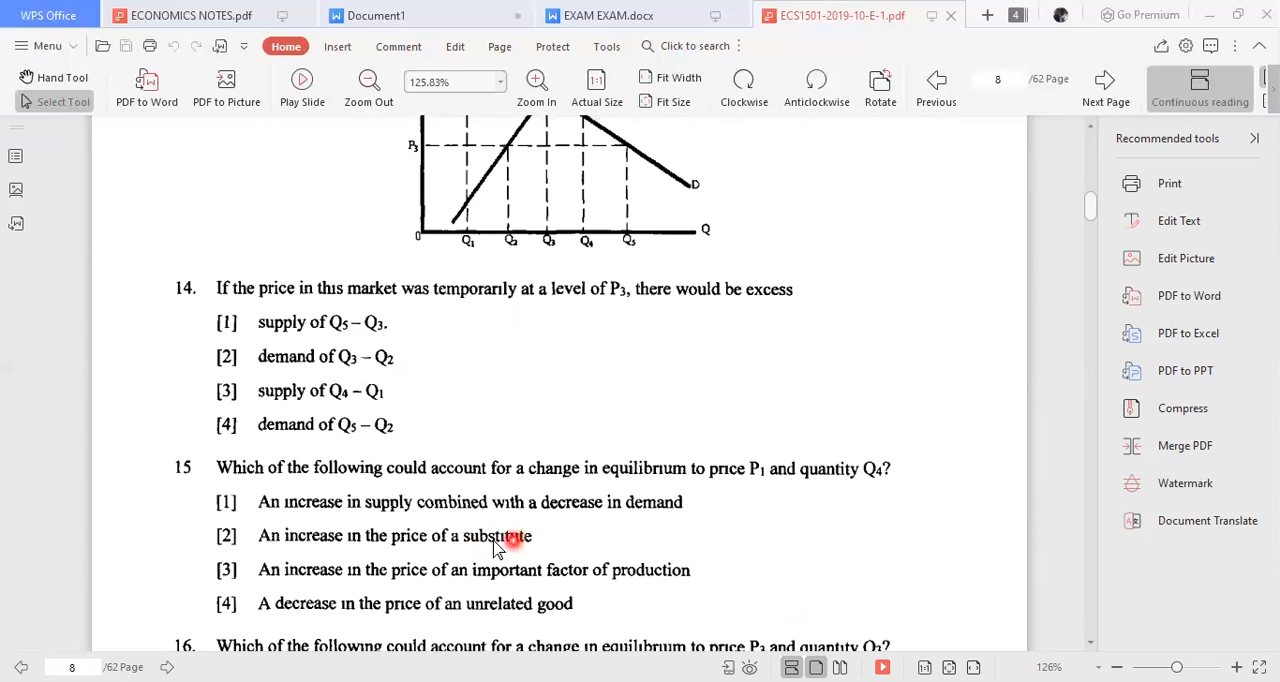 WPS Office
ECONOMICS NOTES.pdf
Document1
EXAM EXAM.docx
ECS1501-2019-10-E-1.pdf
4
Go Premium
Menu
Home
Insert
Comment
Edit
Page
Protect
Tools
Click to search
Hand Tool
Select Tool
PDF to Word
PDF to Picture
Play Slide
Zoom Out
125.83%
Zoom In
Actual Size
Fit Width
Fit Size
Clockwise
Anticlockwise
Rotate
Previous
8
/62 Page
Next Page
Continuous reading
P3
D
0
Q1
Q2
Q3
Q4
Q5
Q
14. If the price in this market was temporarily at a level of P3, there would be excess
[1] supply of Q5 – Q3.
[2] demand of Q3 – Q2
[3] supply of Q4 – Q1
[4] demand of Q5 – Q2
15 Which of the following could account for a change in equilibrium to price P1 and quantity Q4?
[1] An increase in supply combined with a decrease in demand
[2] An increase in the price of a substitute
[3] An increase in the price of an important factor of production
[4] A decrease in the price of an unrelated good
16. Which of the following could account for a change in equilibrium to price P3 and quantity Q3?
Recommended tools
Print
Edit Text
Edit Picture
PDF to Word
PDF to Excel
PDF to PPT
Compress
Merge PDF
Watermark
Document Translate
8
/62 Page
126%